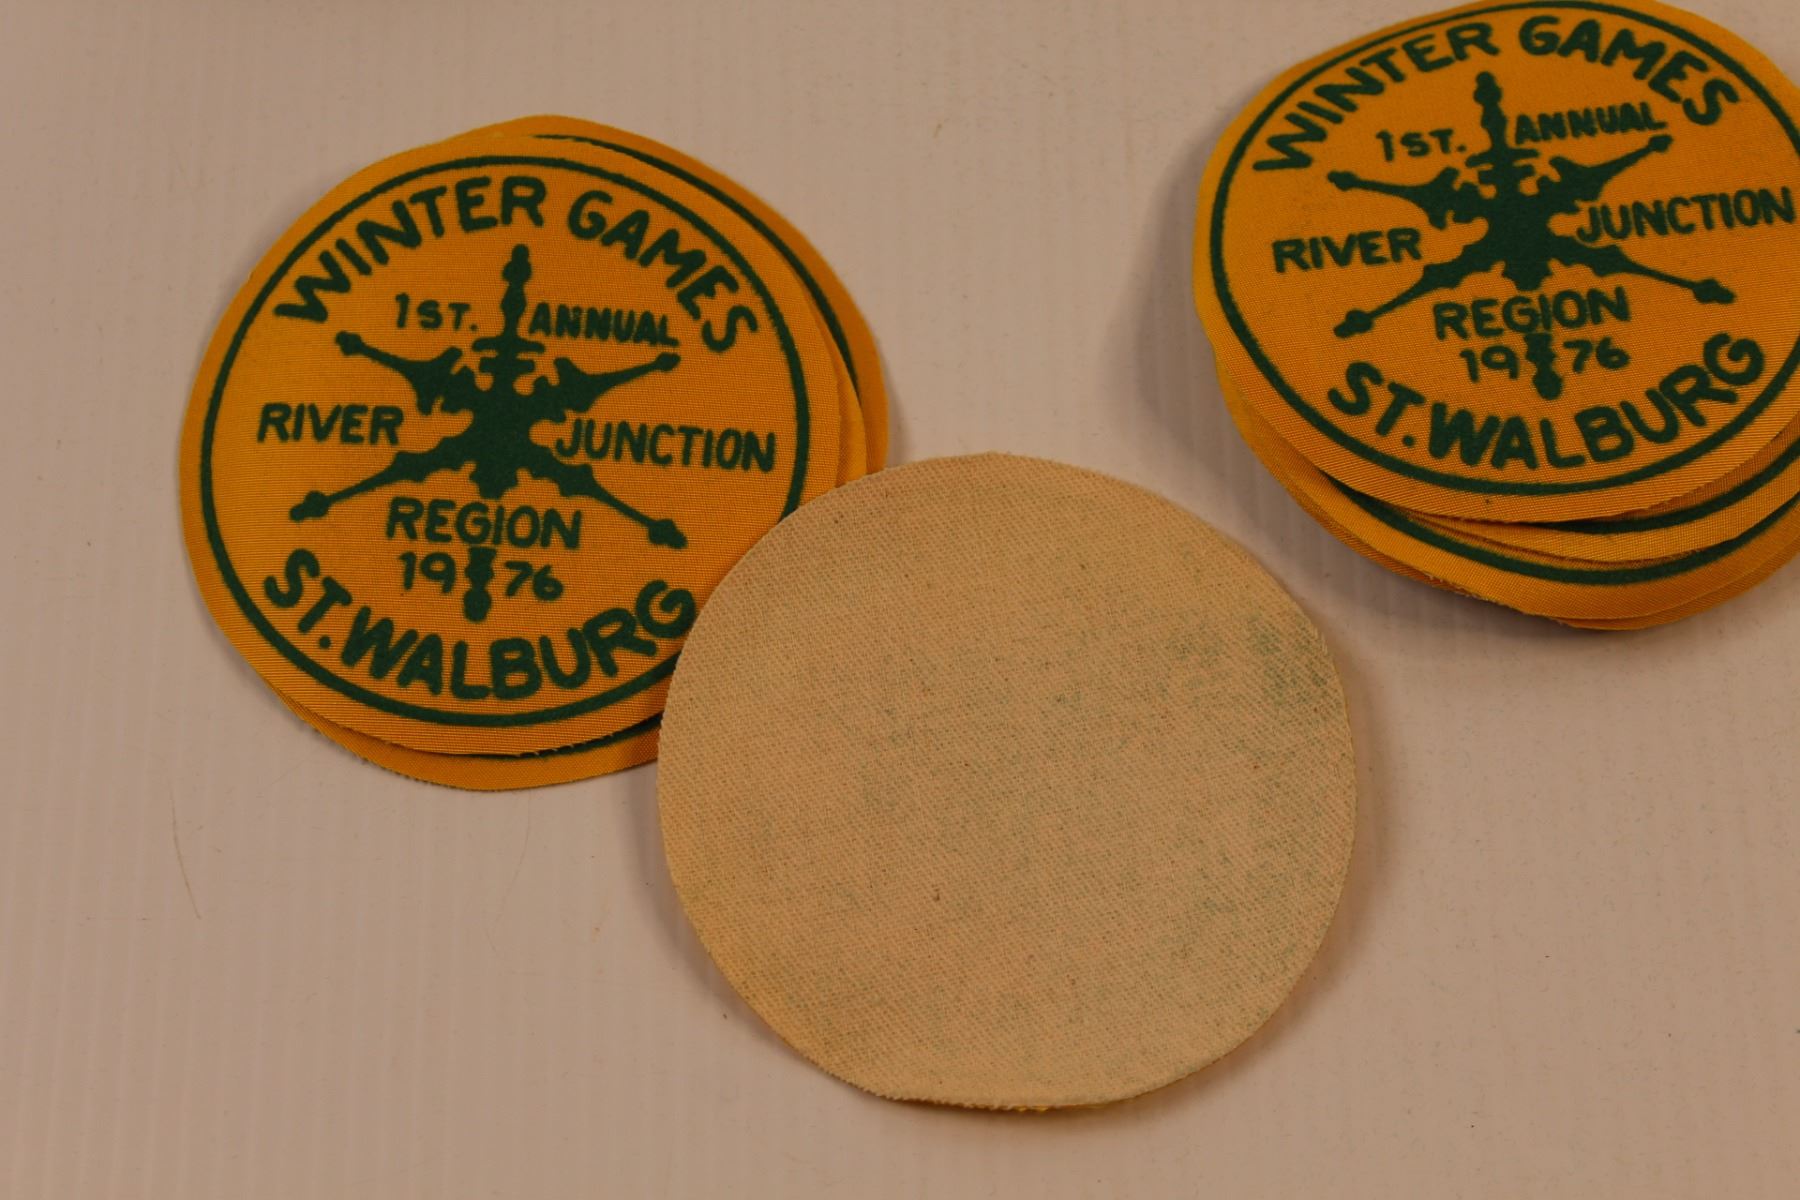 WINTER GAMES
1ST. ANNUAL
RIVER JUNCTION
REGION
1976
ST. WALBURG
WINTER GAMES
1ST. ANNUAL
RIVER JUNCTION
REGION
1976
ST. WALBURG